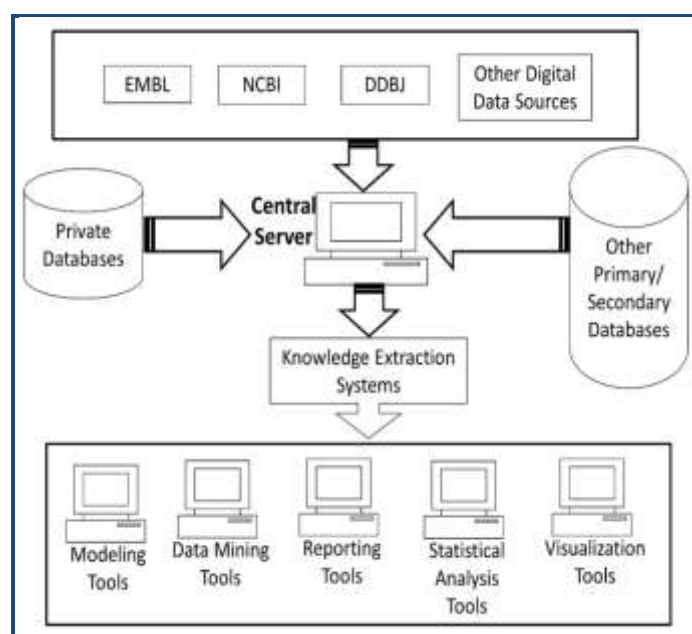 EMBL
NCBI
DDBJ
Other Digital
Data Sources
Private
Databases
Central
Server
Other
Primary/
Secondary
Databases
Knowledge Extraction
Systems
Modeling
Tools
Data Mining
Tools
Reporting
Tools
Statistical
Analysis
Tools
Visualization
Tools